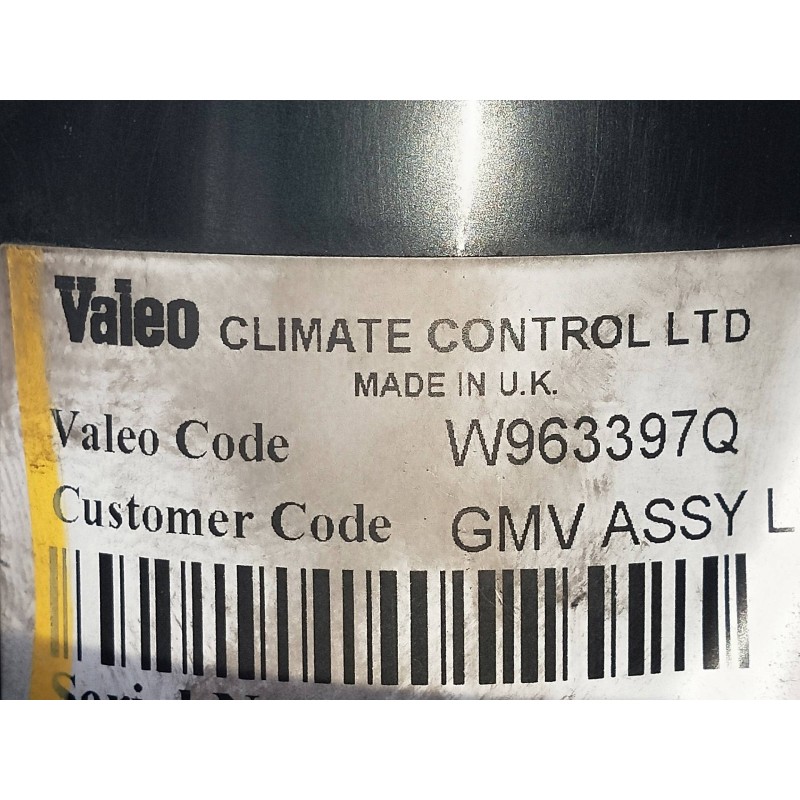 Valeo CLIMATE CONTROL LTD
MADE IN U.K.
Valeo Code W963397Q
Customer Code GMV ASSY L